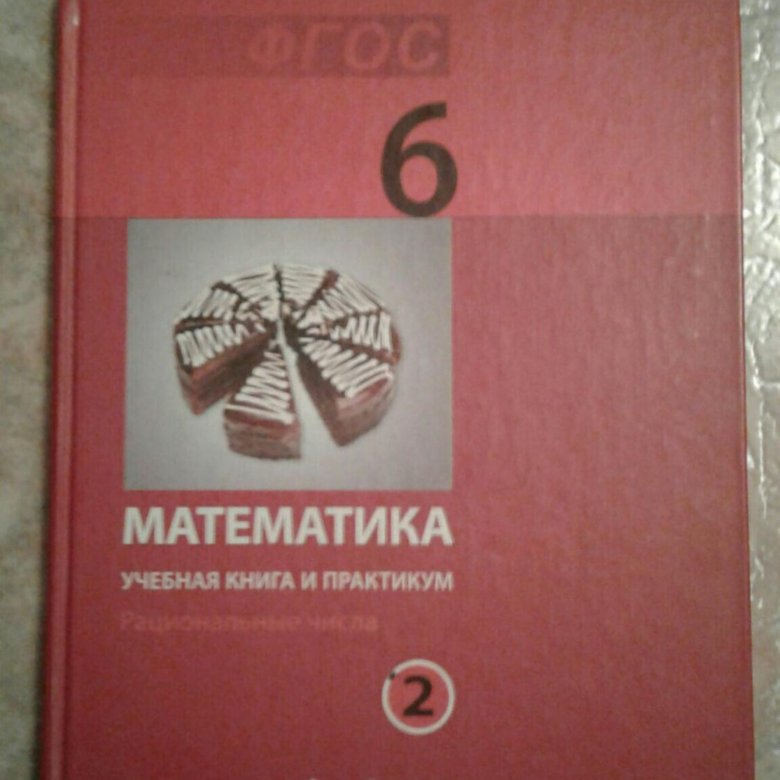 ФГОС
6
МАТЕМАТИКА
УЧЕБНАЯ КНИГА И ПРАКТИКУМ
Рациональные числа
2